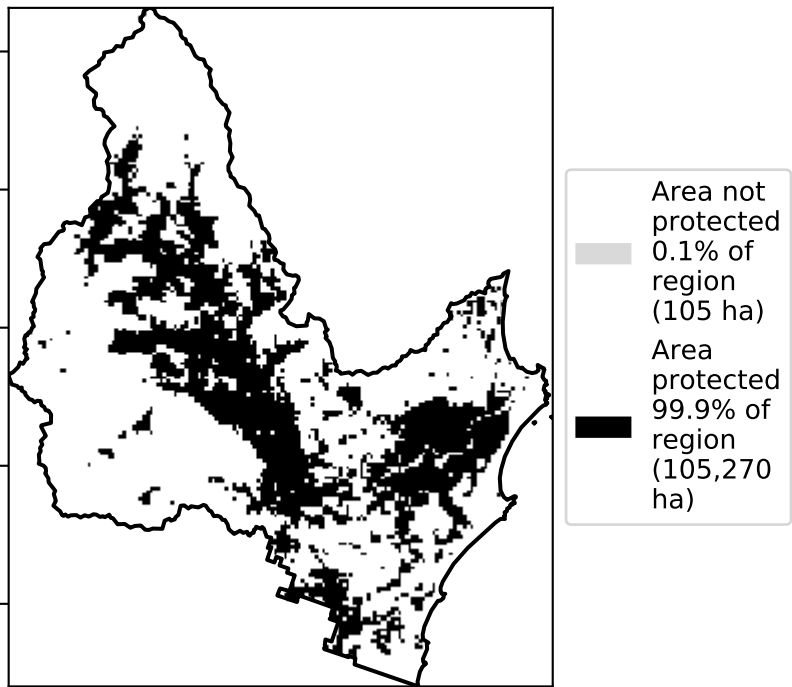 Area not
protected
0.1% of
region
(105 ha)
Area
protected
99.9% of
region
(105,270
ha)